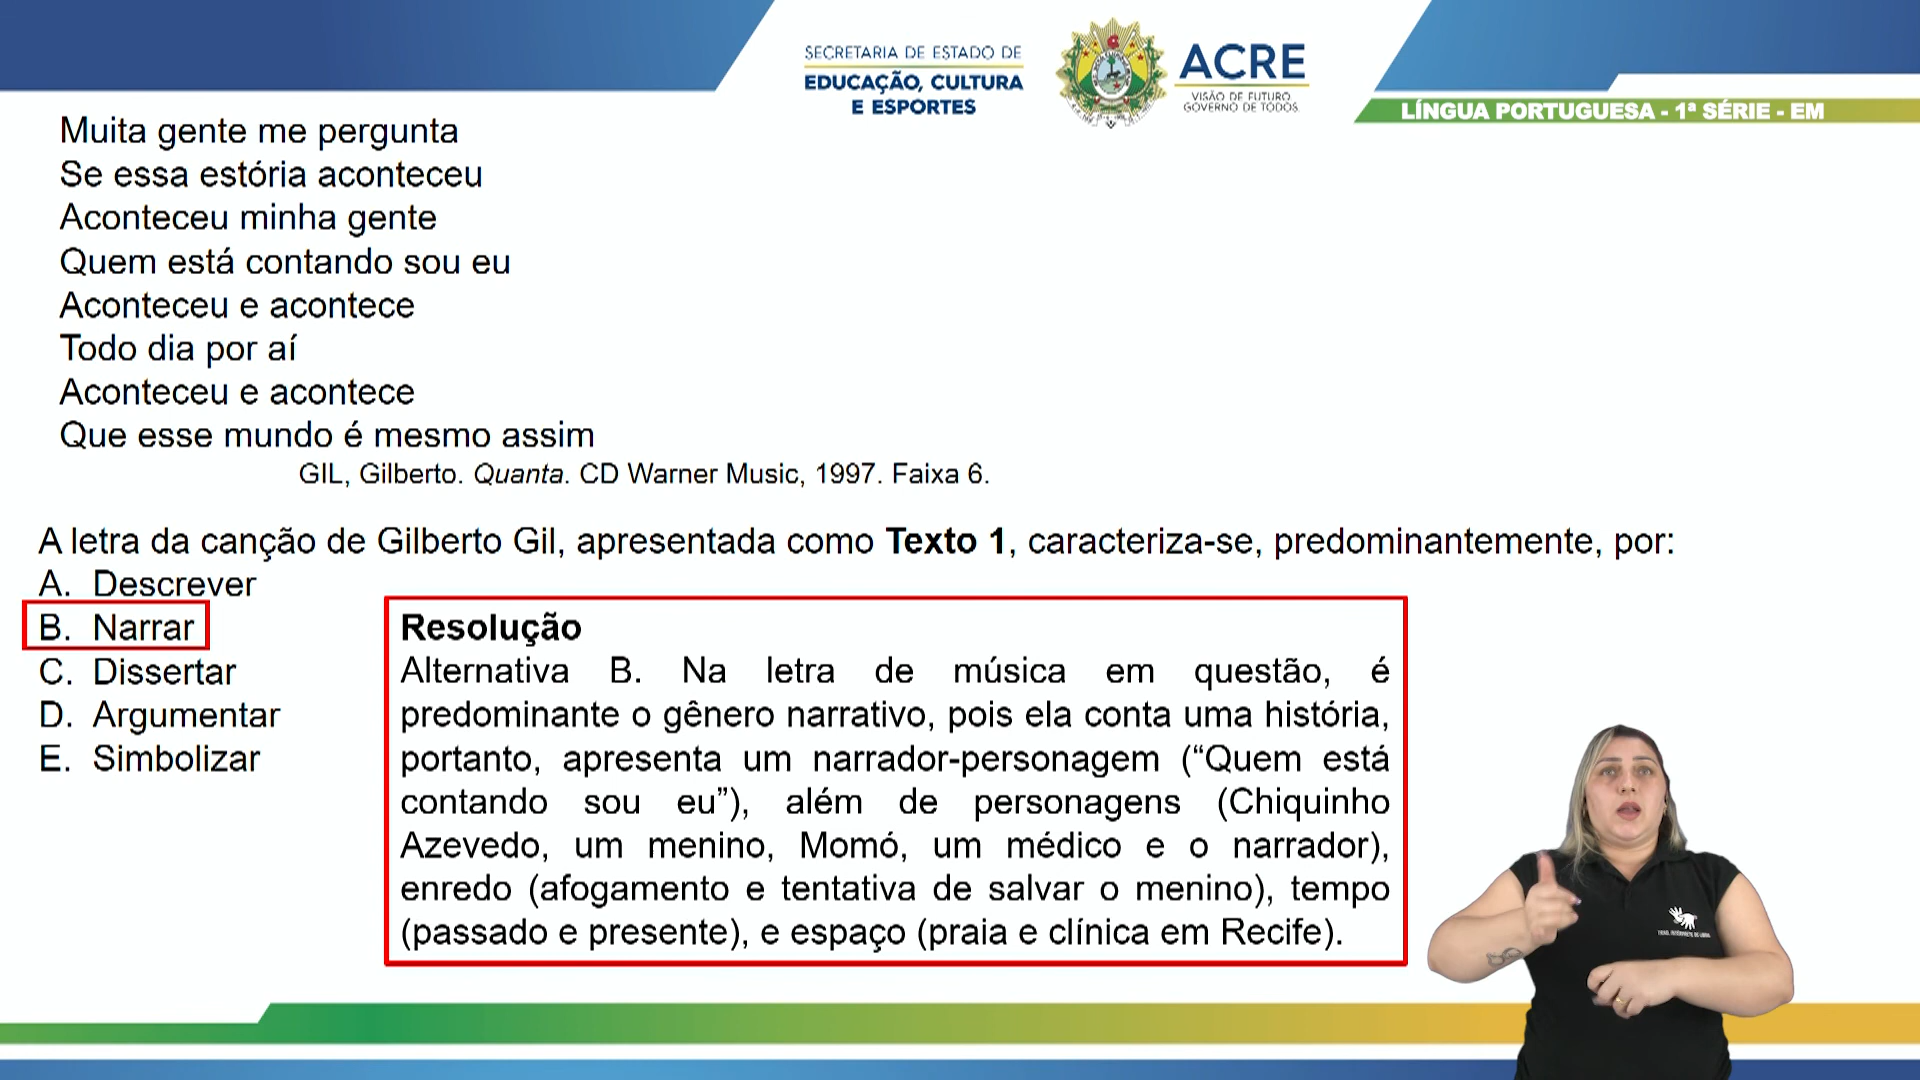 SECRETARIA DE ESTADO DE
EDUCAÇÃO, CULTURA
E ESPORTES
ACRE
VISÃO DE FUTURO
GOVERNO DE TODOS
LÍNGUA PORTUGUESA - 1ª SÉRIE - EM
Muita gente me pergunta
Se essa estória aconteceu
Aconteceu minha gente
Quem está contando sou eu
Aconteceu e acontece
Todo dia por aí
Aconteceu e acontece
Que esse mundo é mesmo assim
GIL, Gilberto. Quanta. CD Warner Music, 1997. Faixa 6.
A letra da canção de Gilberto Gil, apresentada como Texto 1, caracteriza-se, predominantemente, por:
A. Descrever
B. Narrar
C. Dissertar
D. Argumentar
E. Simbolizar
Resolução
Alternativa B. Na letra de música em questão, é
predominante o gênero narrativo, pois ela conta uma história,
portanto, apresenta um narrador-personagem (“Quem está
contando sou eu”), além de personagens (Chiquinho
Azevedo, um menino, Momó, um médico e o narrador),
enredo (afogamento e tentativa de salvar o menino), tempo
(passado e presente), e espaço (praia e clínica em Recife).